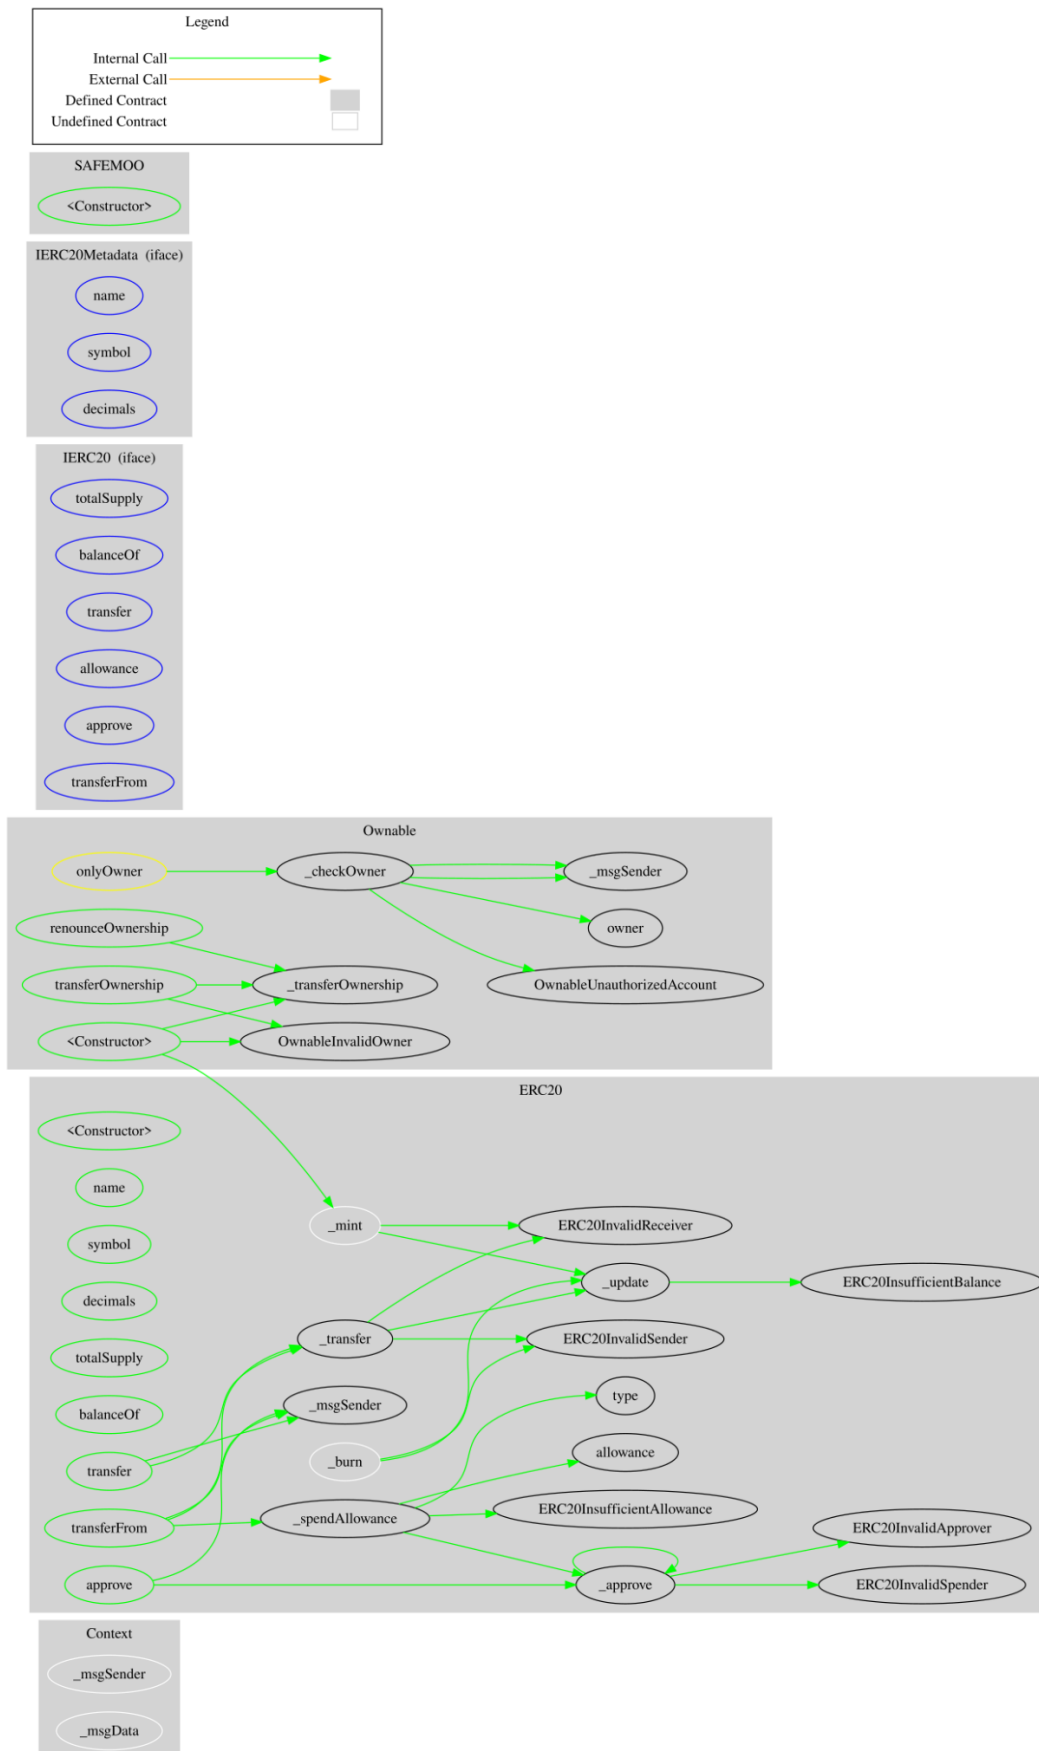 Legend
Internal Call
External Call
Defined Contract
Undefined Contract
SAFEMOO
<Constructor>
IERC20Metadata (iface)
name
symbol
decimals
IERC20 (iface)
totalSupply
balanceOf
transfer
allowance
approve
transferFrom
Ownable
onlyOwner
_checkOwner
_msgSender
renounceOwnership
owner
transferOwnership
_transferOwnership
OwnableUnauthorizedAccount
<Constructor>
OwnableInvalidOwner
ERC20
<Constructor>
name
_mint
ERC20InvalidReceiver
symbol
_update
ERC20InsufficientBalance
decimals
_transfer
ERC20InvalidSender
totalSupply
_msgSender
type
balanceOf
_burn
allowance
transfer
_spendAllowance
ERC20InsufficientAllowance
transferFrom
ERC20InvalidApprover
approve
_approve
ERC20InvalidSpender
Context
_msgSender
_msgData